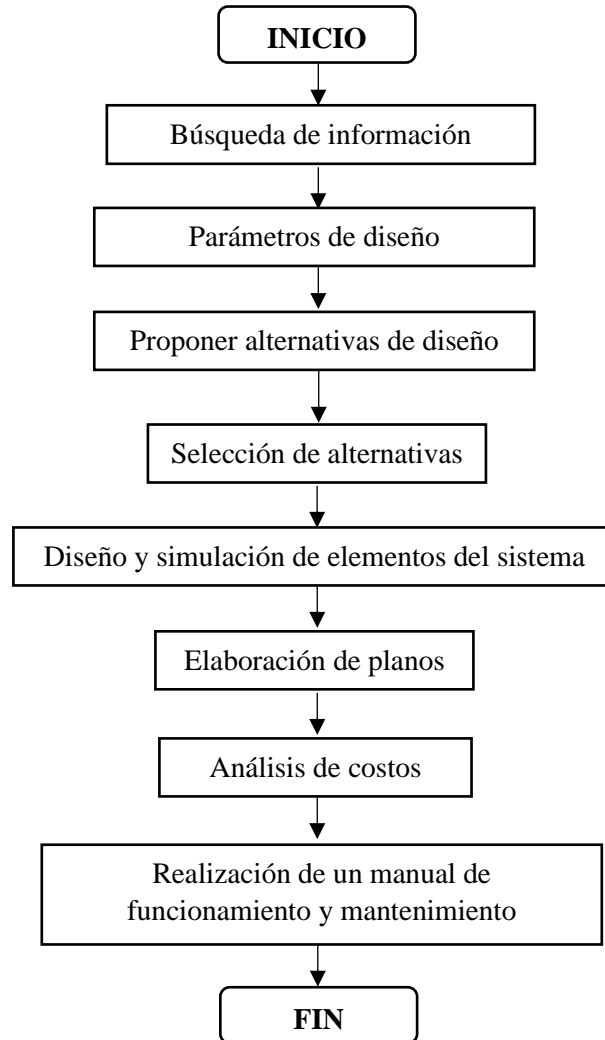 INICIO
Búsqueda de información
Parámetros de diseño
Proponer alternativas de diseño
Selección de alternativas
Diseño y simulación de elementos del sistema
Elaboración de planos
Análisis de costos
Realización de un manual de
funcionamiento y mantenimiento
FIN